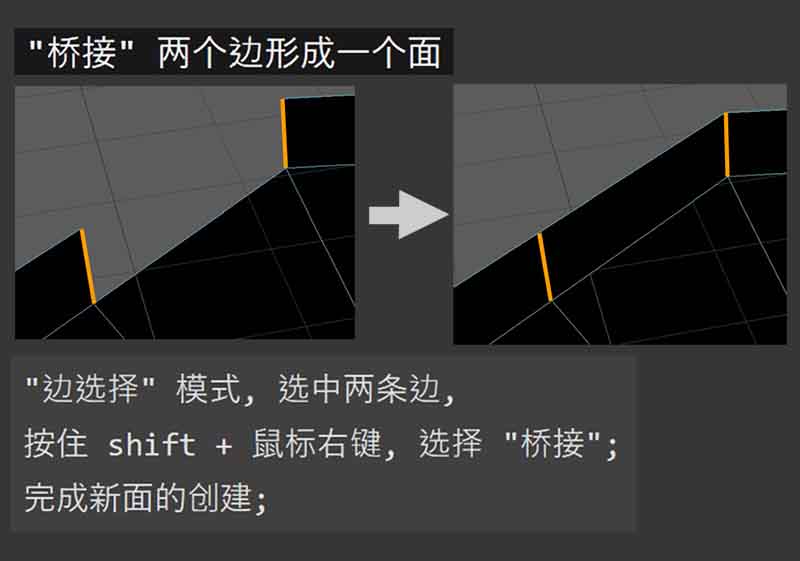 "桥接" 两个边形成一个面
"边选择" 模式, 选中两条边,
按住 shift + 鼠标右键, 选择 "桥接";
完成新面的创建;